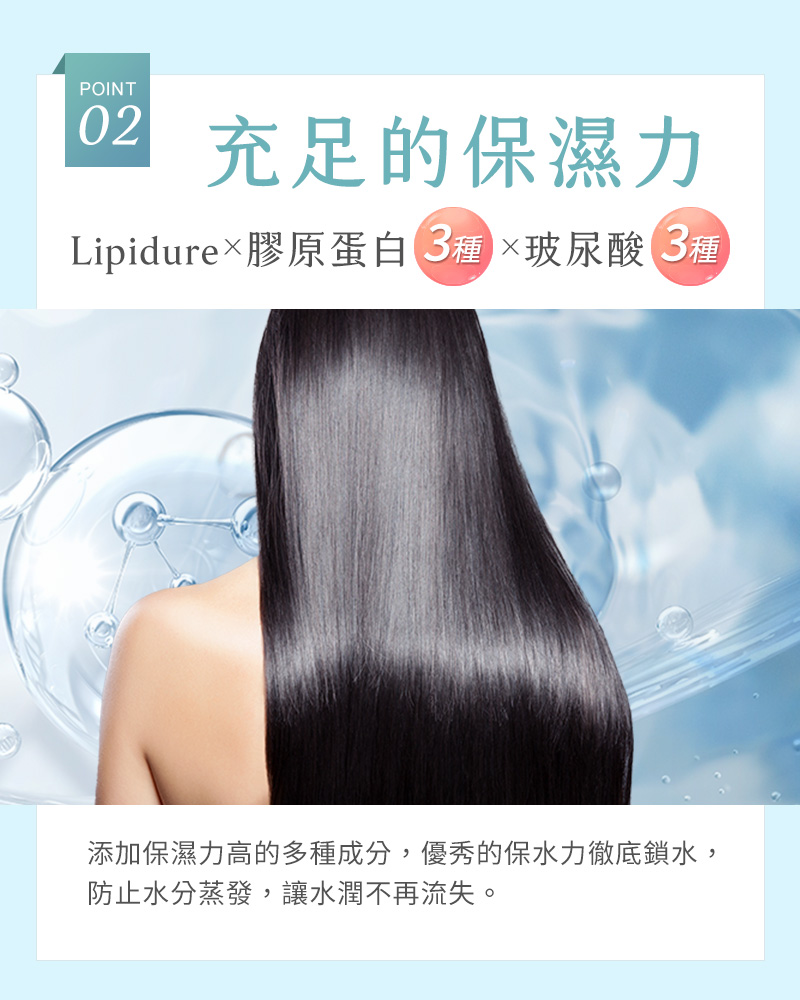 POINT
02
充足的保濕力
Lipidure×膠原蛋白3種×玻尿酸3種
添加保濕力高的多種成分，優秀的保水力徹底鎖水，
防止水分蒸發，讓水潤不再流失。